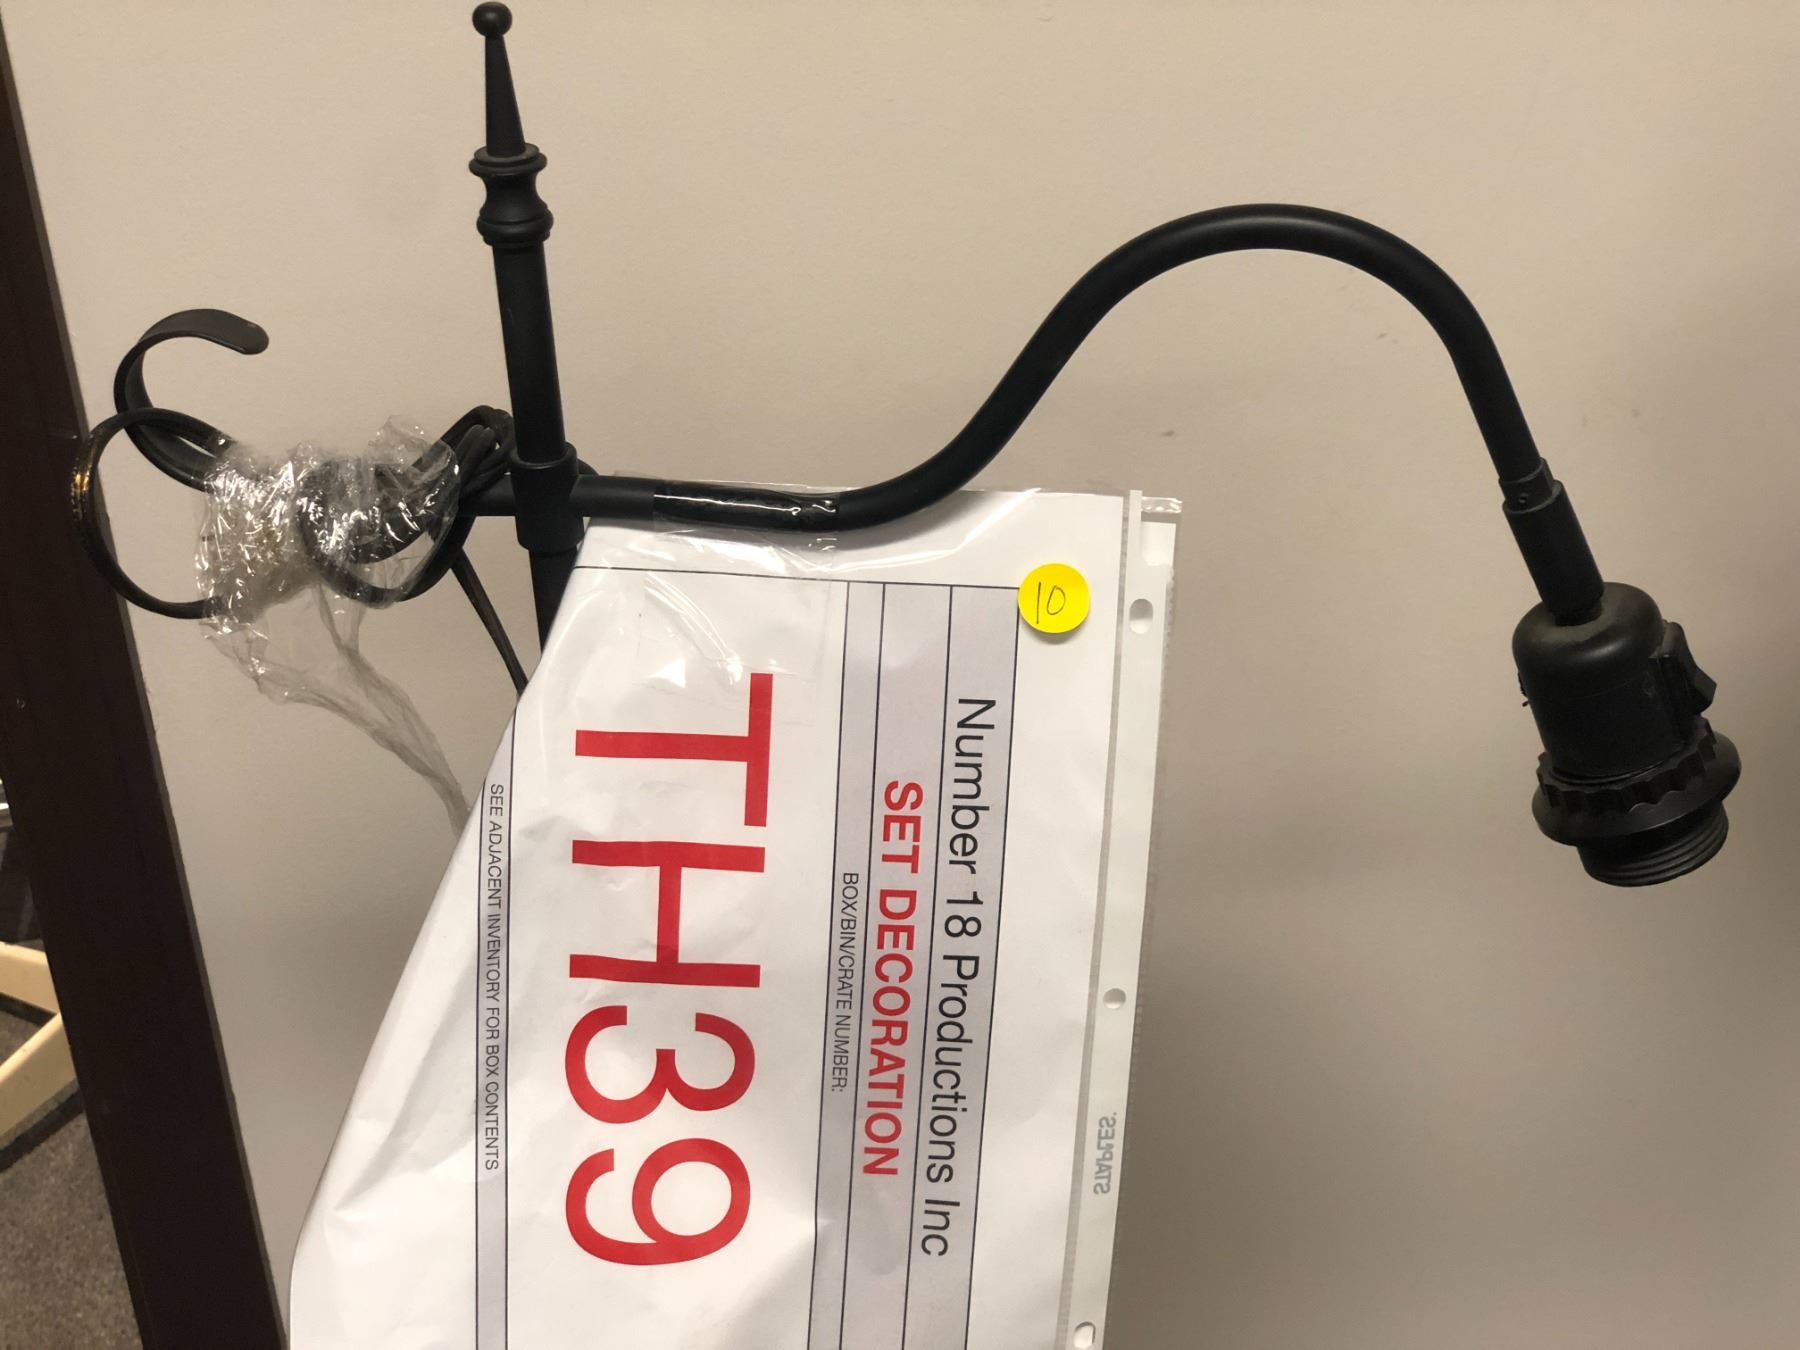 10
Number 18 Productions Inc
SET DECORATION
BOX/BIN/CRATE NUMBER:
TH39
SEE ADJACENT INVENTORY FOR BOX CONTENTS
STAPLES